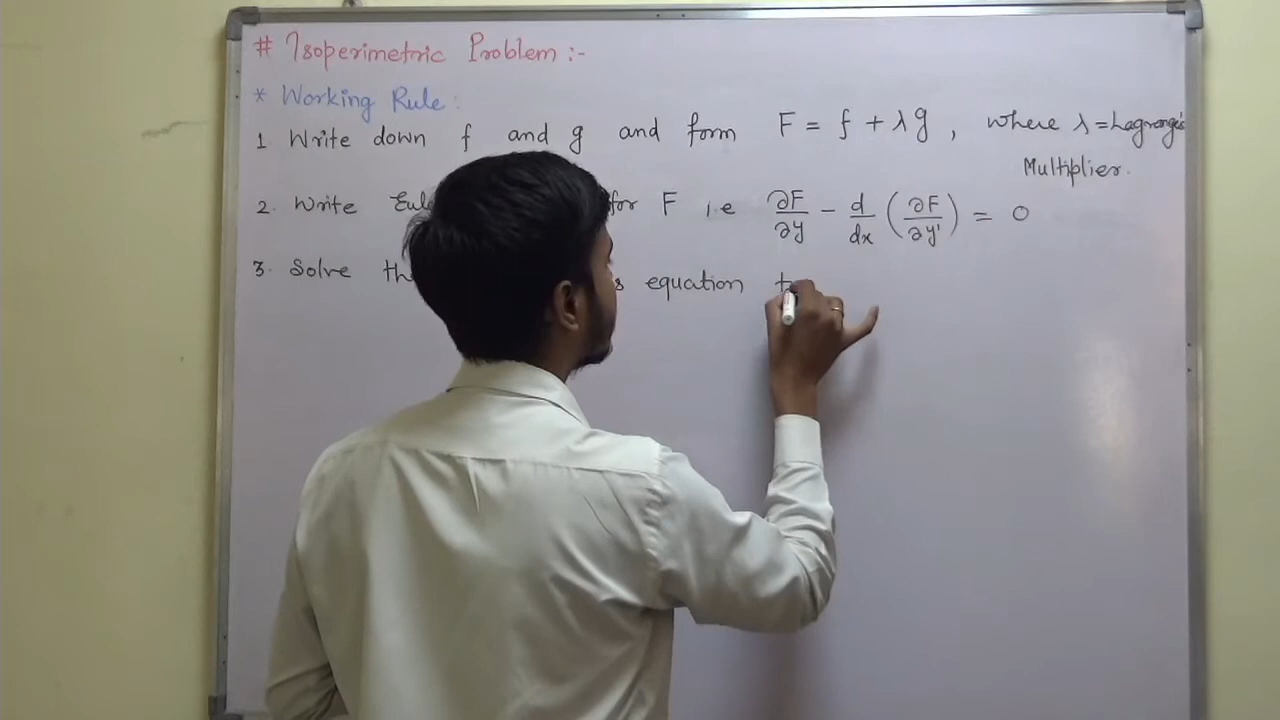 # Isoperimetric Problem :-
* Working Rule :
1 Write down f and g and form F = f + λg , where λ = Lagrange's
Multiplier.
2. Write for F i.e ∂F/∂y - d/dx (∂F/∂y') = 0
3. Solve equation